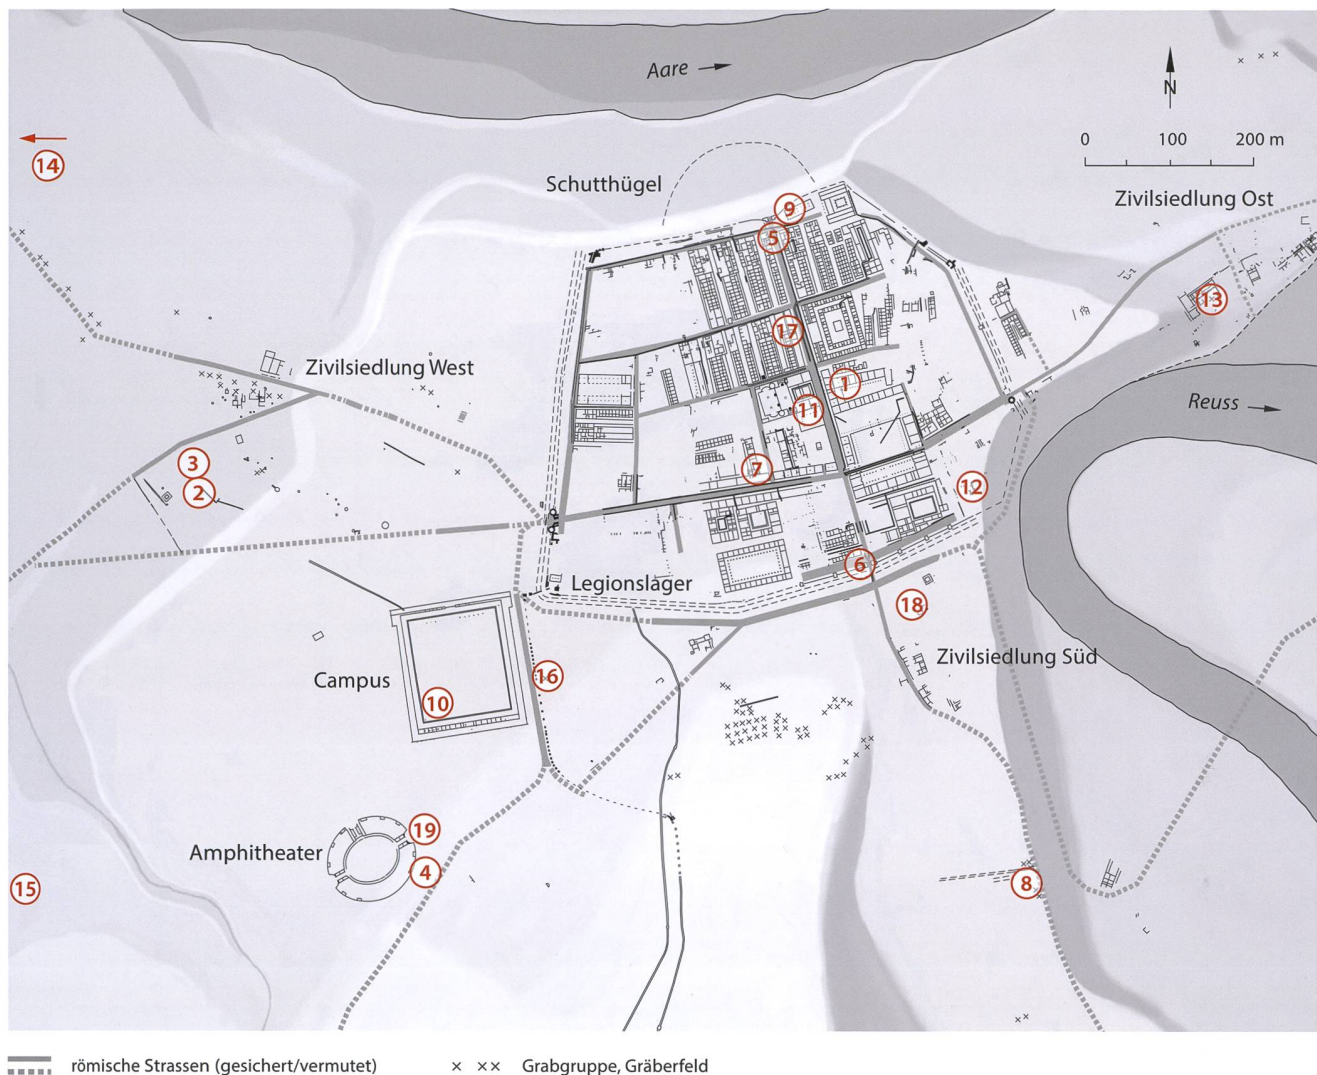 Aare
N
0 100 200 m
14
Schutthügel
Zivilsiedlung Ost
9
5
13
17
Zivilsiedlung West
1
Reuss
11
3
7
2
12
6
Legionslager
18
Zivilsiedlung Süd
16
Campus
10
19
Amphitheater
4
15
8
römische Strassen (gesichert/vermutet)
Grabgruppe, Gräberfeld